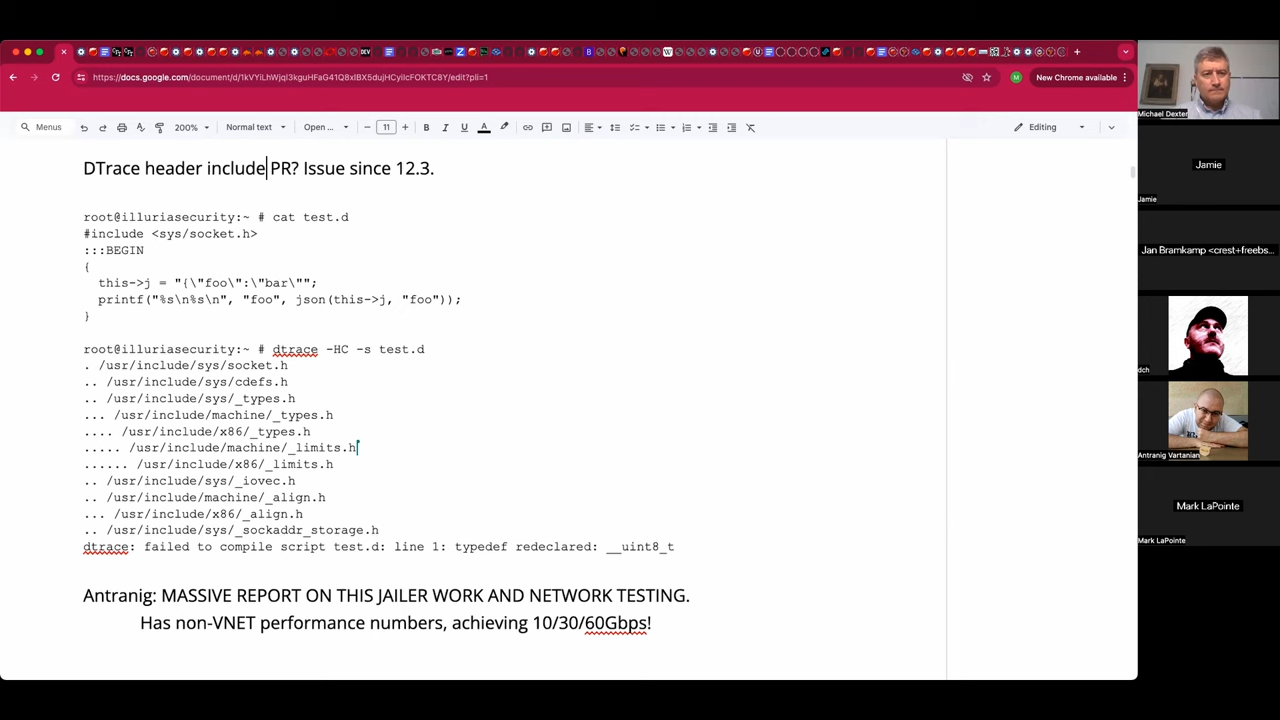 https://docs.google.com/document/d/1kVYiLhWjqI3kguHFaG41Q8xIBX5dujHCyiIcFOKTC8Y/edit?pli=1
M
New Chrome available
Menus
200%
Normal text
Open ...
11
Editing
DTrace header include PR? Issue since 12.3.
root@illuriasecurity:~ # cat test.d
#include <sys/socket.h>
:::BEGIN
{
this->j = "{\"foo\":\"bar\"";
printf("%s\n%s\n", "foo", json(this->j, "foo"));
}
root@illuriasecurity:~ # dtrace -HC -s test.d
. /usr/include/sys/socket.h
.. /usr/include/sys/cdefs.h
.. /usr/include/sys/_types.h
... /usr/include/machine/_types.h
.... /usr/include/x86/_types.h
..... /usr/include/machine/_limits.h
...... /usr/include/x86/_limits.h
.. /usr/include/sys/_iovec.h
.. /usr/include/machine/_align.h
... /usr/include/x86/_align.h
.. /usr/include/sys/_sockaddr_storage.h
dtrace: failed to compile script test.d: line 1: typedef redeclared: __uint8_t
Antranig: MASSIVE REPORT ON THIS JAILER WORK AND NETWORK TESTING.
Has non-VNET performance numbers, achieving 10/30/60Gbps!
Michael Dexter
Jamie
Jamie
Jan Bramkamp <crest+freebs...
dch
Antranig Vartanian
Mark LaPointe
Mark LaPointe